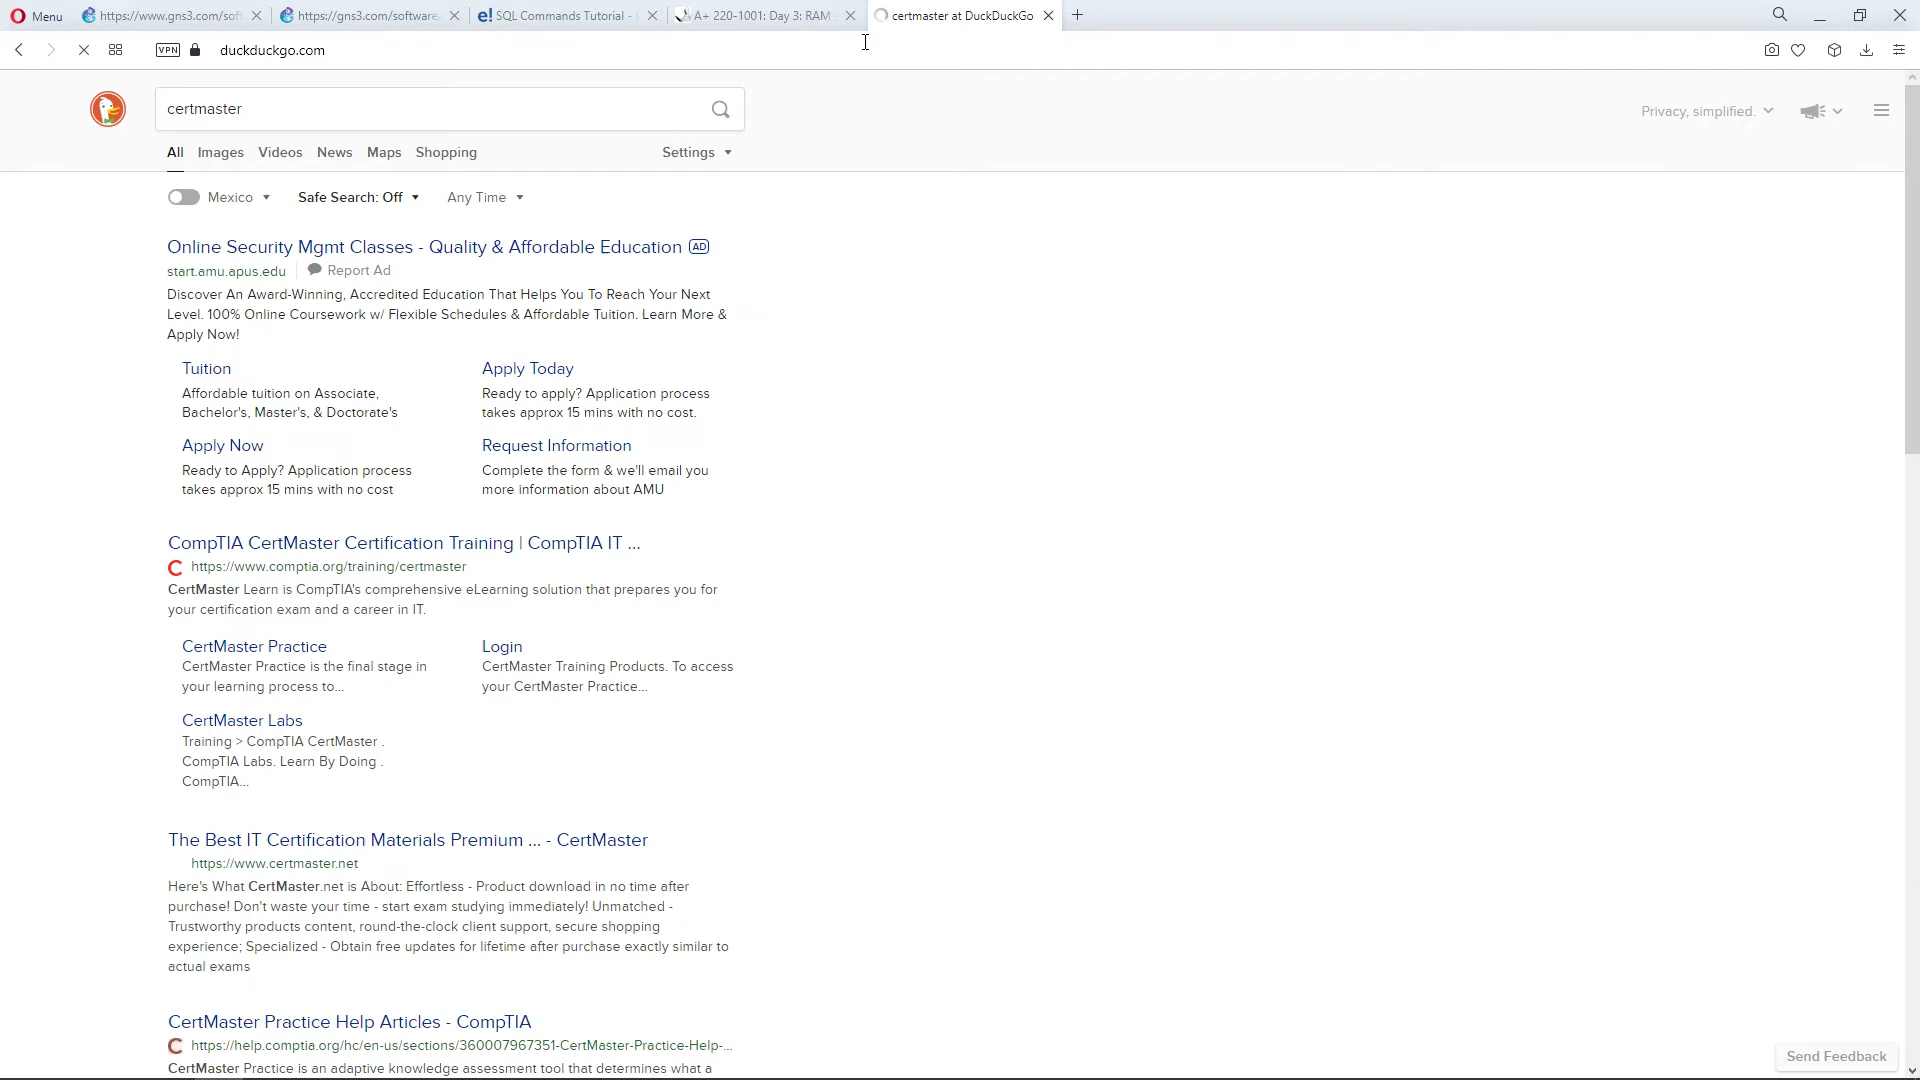 Menu https://www.gns3.com/soft https://gns3.com/software SQL Commands Tutorial - A+ 220-1001: Day 3: RAM certmaster at DuckDuckGo
VPN duckduckgo.com
certmaster
Privacy, simplified.
All Images Videos News Maps Shopping Settings
Mexico Safe Search: Off Any Time
Online Security Mgmt Classes - Quality & Affordable Education AD
start.amu.apus.edu Report Ad
Discover An Award-Winning, Accredited Education That Helps You To Reach Your Next
Level. 100% Online Coursework w/ Flexible Schedules & Affordable Tuition. Learn More &
Apply Now!
Tuition
Affordable tuition on Associate,
Bachelor's, Master's, & Doctorate's
Apply Today
Ready to apply? Application process
takes approx 15 mins with no cost.
Apply Now
Ready to Apply? Application process
takes approx 15 mins with no cost
Request Information
Complete the form & we'll email you
more information about AMU
CompTIA CertMaster Certification Training | CompTIA IT ...
https://www.comptia.org/training/certmaster
CertMaster Learn is CompTIA's comprehensive eLearning solution that prepares you for
your certification exam and a career in IT.
CertMaster Practice
CertMaster Practice is the final stage in
your learning process to...
Login
CertMaster Training Products. To access
your CertMaster Practice...
CertMaster Labs
Training > CompTIA CertMaster .
CompTIA Labs. Learn By Doing .
CompTIA...
The Best IT Certification Materials Premium ... - CertMaster
https://www.certmaster.net
Here's What CertMaster.net is About: Effortless - Product download in no time after
purchase! Don't waste your time - start exam studying immediately! Unmatched -
Trustworthy products content, round-the-clock client support, secure shopping
experience; Specialized - Obtain free updates for lifetime after purchase exactly similar to
actual exams
CertMaster Practice Help Articles - CompTIA
https://help.comptia.org/hc/en-us/sections/360007967351-CertMaster-Practice-Help-...
CertMaster Practice is an adaptive knowledge assessment tool that determines what a
Send Feedback